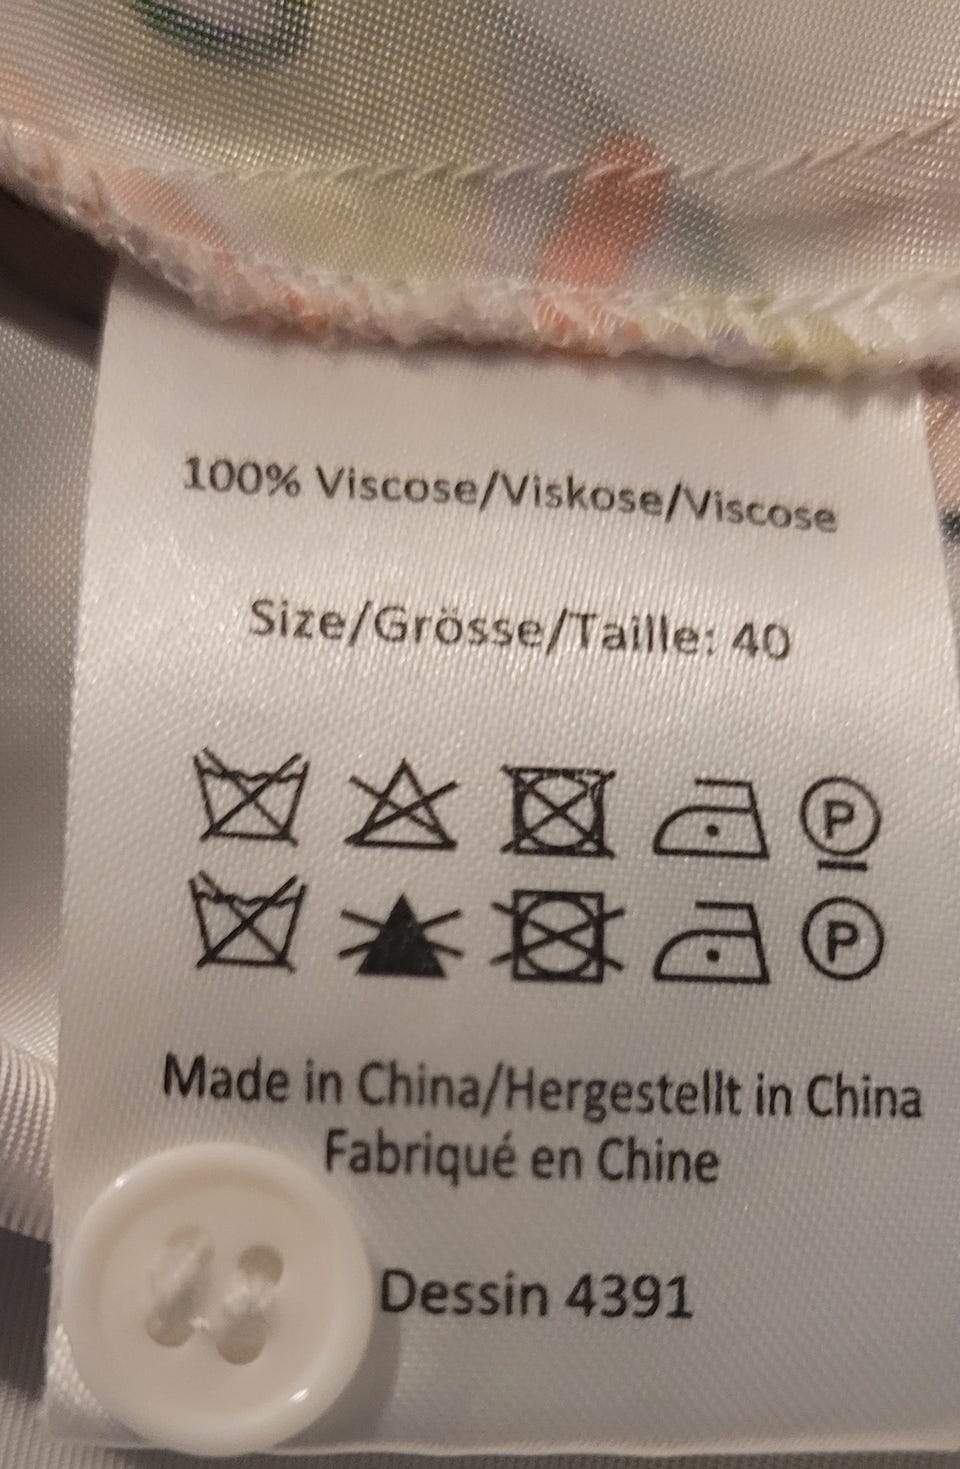 100% Viscose/Viskose/Viscose
Size/Grösse/Taille: 40
P
P
Made in China/Hergestellt in China
Fabriqué en Chine
Dessin 4391